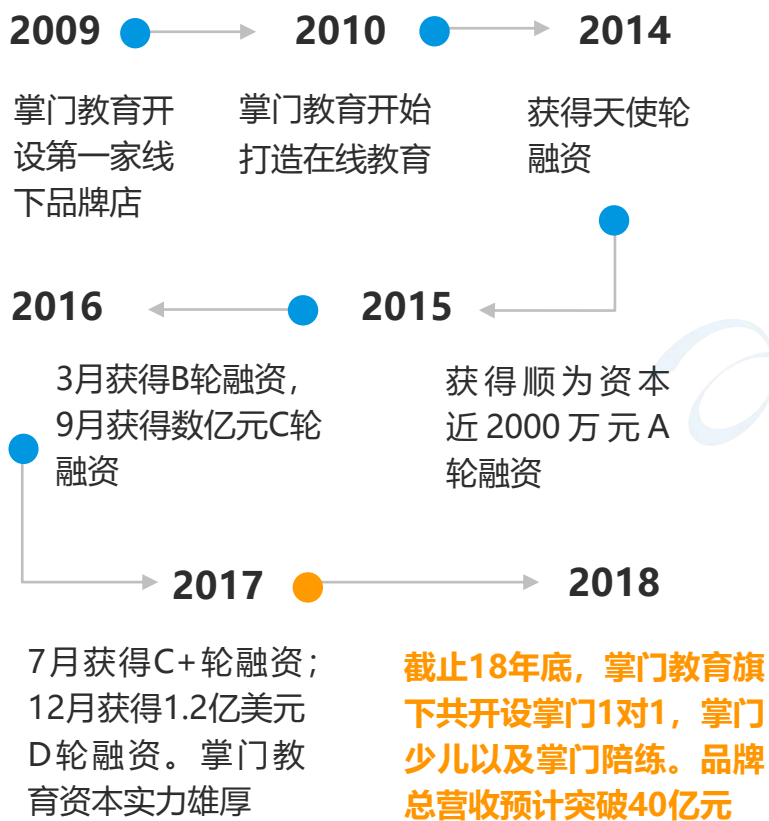 2009
2010
2014
掌门教育开
设第一家线
下品牌店
掌门教育开始
打造在线教育
获得天使轮
融资
2016
2015
3月获得B轮融资，
9月获得数亿元C轮
融资
获得顺为资本
近2000万元A
轮融资
2017
2018
7月获得C+轮融资；
12月获得1.2亿美元
D轮融资。掌门教
育资本实力雄厚
截止18年底，掌门教育旗
下共开设掌门1对1，掌门
少儿以及掌门陪练。品牌
总营收预计突破40亿元